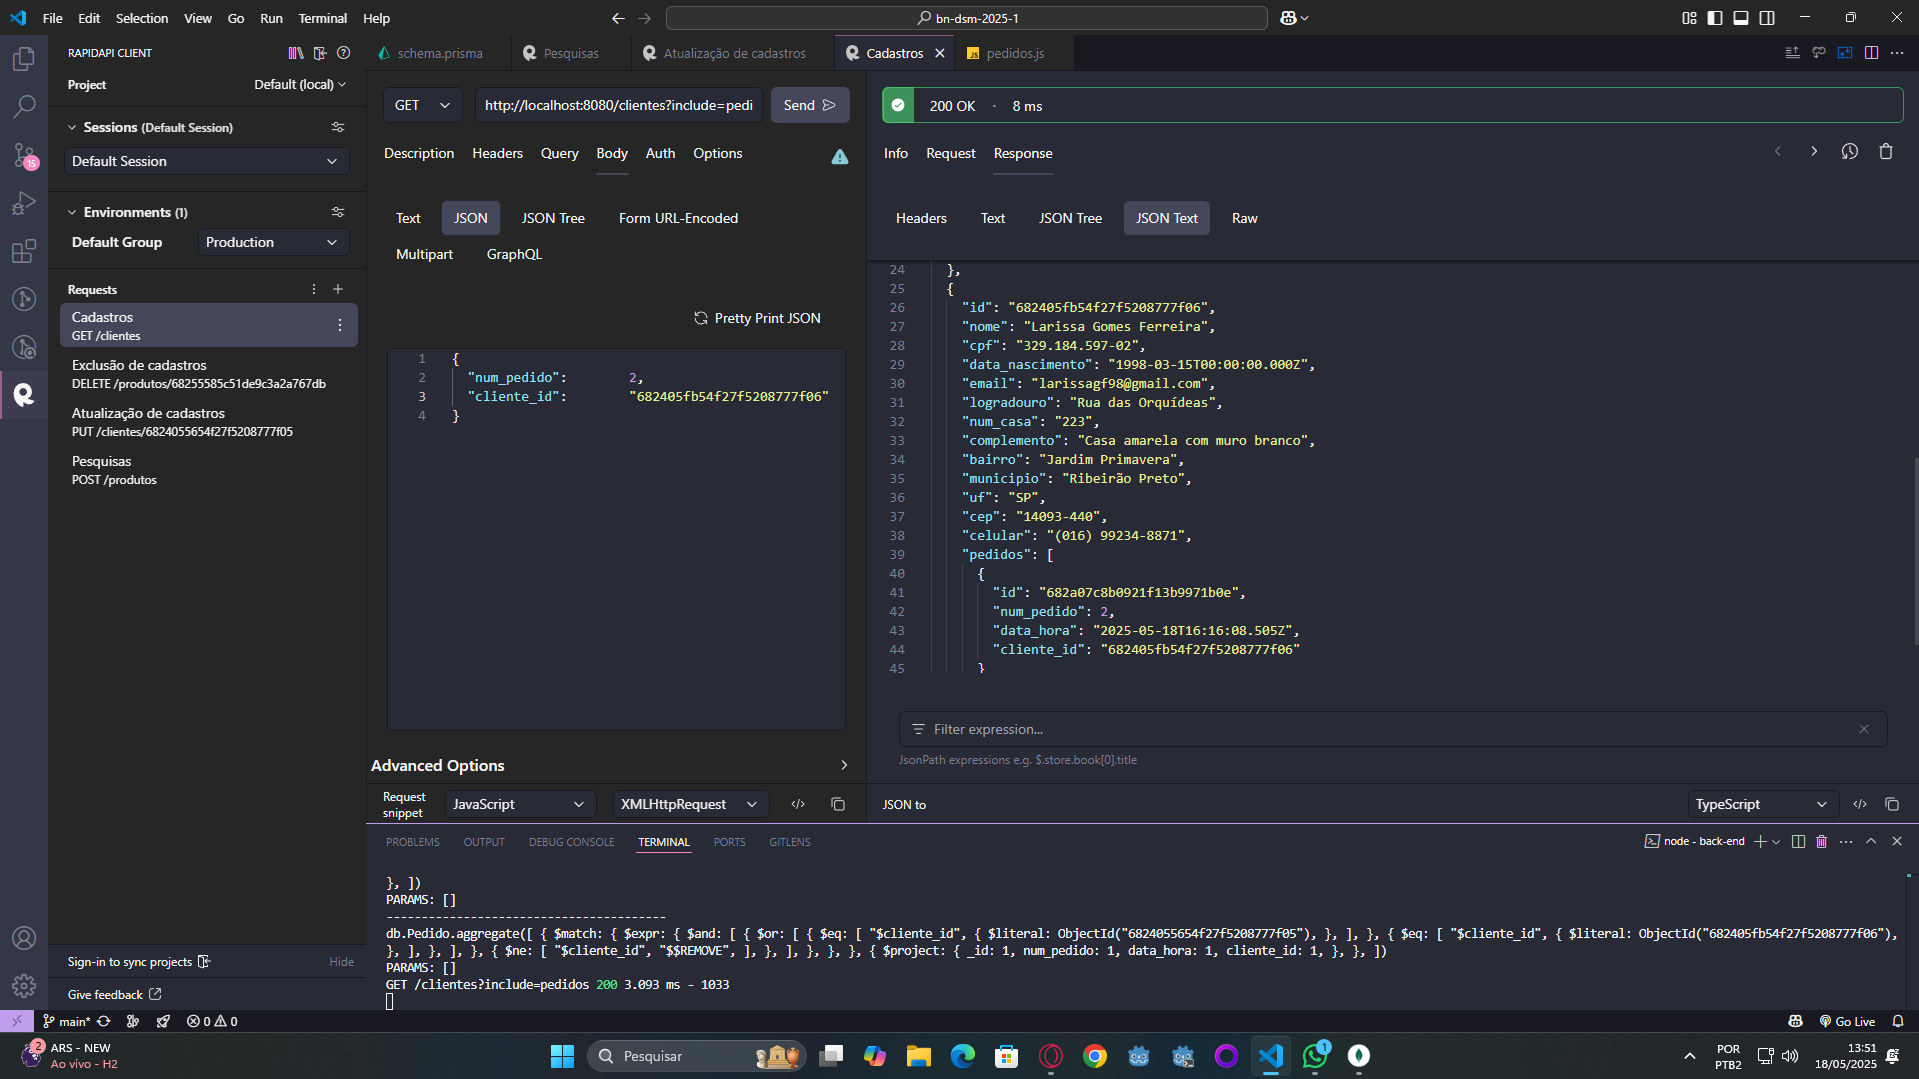 File Edit Selection View Go Run Terminal Help
bn-dsm-2025-1
RAPIDAPI CLIENT
schema.prisma
Pesquisas
Atualização de cadastros
Cadastros
JS pedidos.js
Project
Default (local)
Sessions (Default Session)
Default Session
Environments (1)
Default Group
Production
Requests
Cadastros
GET /clientes
Exclusão de cadastros
DELETE /produtos/68255585c51de9c3a2a767db
Atualização de cadastros
PUT /clientes/6824055654f27f5208777f05
Pesquisas
POST /produtos
Sign-in to sync projects
Hide
Give feedback
15
GET
http://localhost:8080/clientes?include=pedi
Send
Description Headers Query Body Auth Options
Text JSON JSON Tree Form URL-Encoded
Multipart GraphQL
Pretty Print JSON
1 {
2 "num_pedido": 2,
3 "cliente_id": "682405fb54f27f5208777f06"
4 }
Advanced Options
Request snippet
JavaScript
XMLHttpRequest
200 OK - 8 ms
Info Request Response
Headers Text JSON Tree JSON Text Raw
24 },
25 {
26 "id": "682405fb54f27f5208777f06",
27 "nome": "Larissa Gomes Ferreira",
28 "cpf": "329.184.597-02",
29 "data_nascimento": "1998-03-15T00:00:00.000Z",
30 "email": "larissagf98@gmail.com",
31 "logradouro": "Rua das Orquídeas",
32 "num_casa": "223",
33 "complemento": "Casa amarela com muro branco",
34 "bairro": "Jardim Primavera",
35 "municipio": "Ribeirão Preto",
36 "uf": "SP",
37 "cep": "14093-440",
38 "celular": "(016) 99234-8871",
39 "pedidos": [
40 {
41 "id": "682a07c8b0921f13b9971b0e",
42 "num_pedido": 2,
43 "data_hora": "2025-05-18T16:16:08.505Z",
44 "cliente_id": "682405fb54f27f5208777f06"
45 }
Filter expression...
JsonPath expressions e.g. $.store.book[0].title
JSON to
TypeScript
PROBLEMS OUTPUT DEBUG CONSOLE TERMINAL PORTS GITLENS
node - back-end
}, ])
PARAMS: []
----------------------------------------
db.Pedido.aggregate([ { $match: { $expr: { $and: [ { $or: [ { $eq: [ "$cliente_id", { $literal: ObjectId("6824055654f27f5208777f05"), }, ], }, { $eq: [ "$cliente_id", { $literal: ObjectId("682405fb54f27f5208777f06"),
}, ], }, ], }, { $ne: [ "$cliente_id", "$$REMOVE", ], }, ], }, }, }, { $project: { _id: 1, num_pedido: 1, data_hora: 1, cliente_id: 1, }, }, ])
PARAMS: []
GET /clientes?include=pedidos 200 3.093 ms - 1033
main*
0 0
Go Live
2
ARS - NEW
Ao vivo - H2
Pesquisar
1
POR
PTB2
13:51
18/05/2025